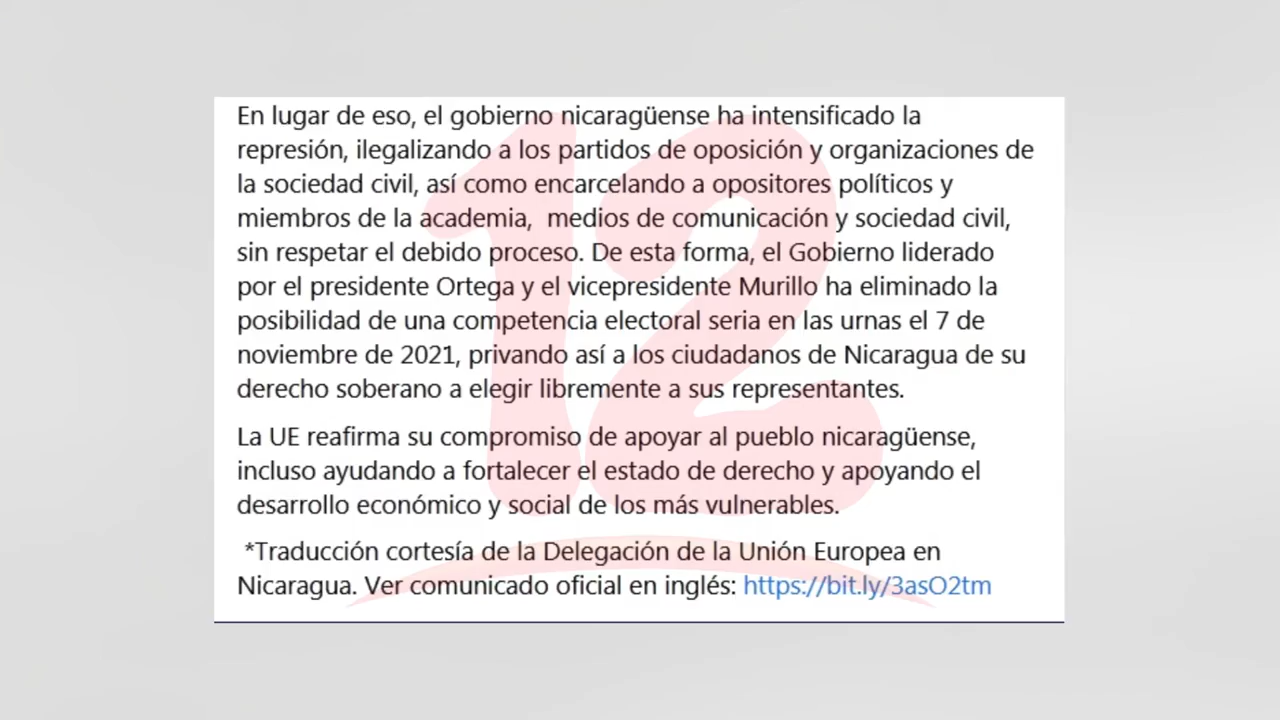 En lugar de eso, el gobierno nicaragüense ha intensificado la
represión, ilegalizando a los partidos de oposición y organizaciones de
la sociedad civil, así como encarcelando a opositores políticos y
miembros de la academia,  medios de comunicación y sociedad civil,
sin respetar el debido proceso. De esta forma, el Gobierno liderado
por el presidente Ortega y el vicepresidente Murillo ha eliminado la
posibilidad de una competencia electoral seria en las urnas el 7 de
noviembre de 2021, privando así a los ciudadanos de Nicaragua de su
derecho soberano a elegir libremente a sus representantes.
La UE reafirma su compromiso de apoyar al pueblo nicaragüense,
incluso ayudando a fortalecer el estado de derecho y apoyando el
desarrollo económico y social de los más vulnerables.
*Traducción cortesía de la Delegación de la Unión Europea en
Nicaragua. Ver comunicado oficial en inglés: https://bit.ly/3asO2tm
12